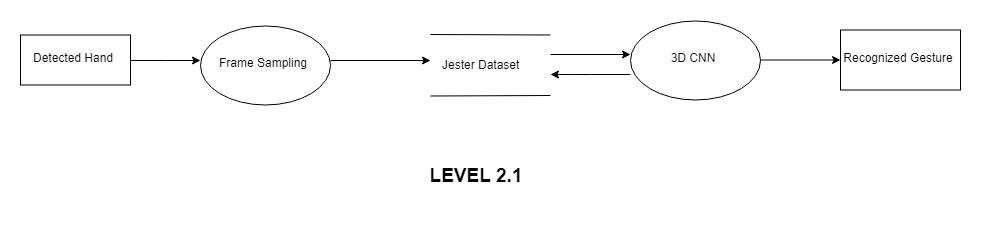 Detected Hand
Frame Sampling
Jester Dataset
3D CNN
Recognized Gesture
LEVEL 2.1